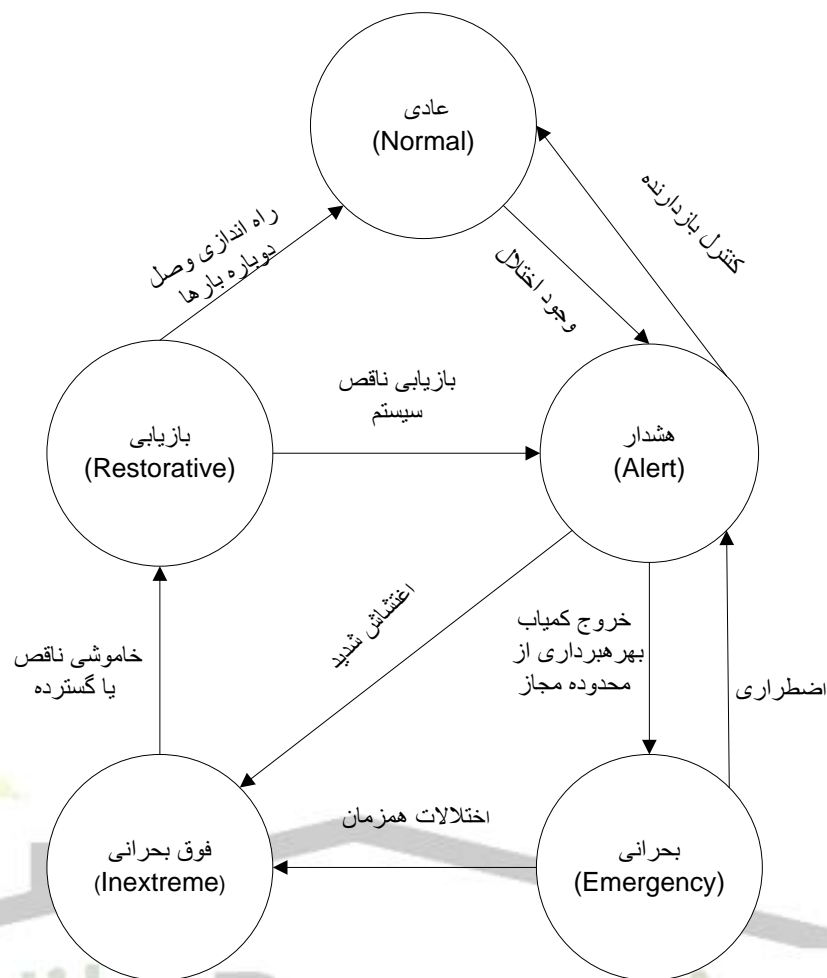 عادی
(Normal)
کنترل بازدارنده
راه اندازی وصل
دوباره بارها
وجود اختلال
بازیابی ناقص
سیستم
بازیابی
(Restorative)
هشدار
(Alert)
اغتشاش شدید
خروج کمیاب
بهرهبرداری از
محدوده مجاز
خاموشی ناقص
یا گسترده
اضطراری
اختلالات همزمان
فوق بحرانی
(Inextreme)
بحرانی
(Emergency)